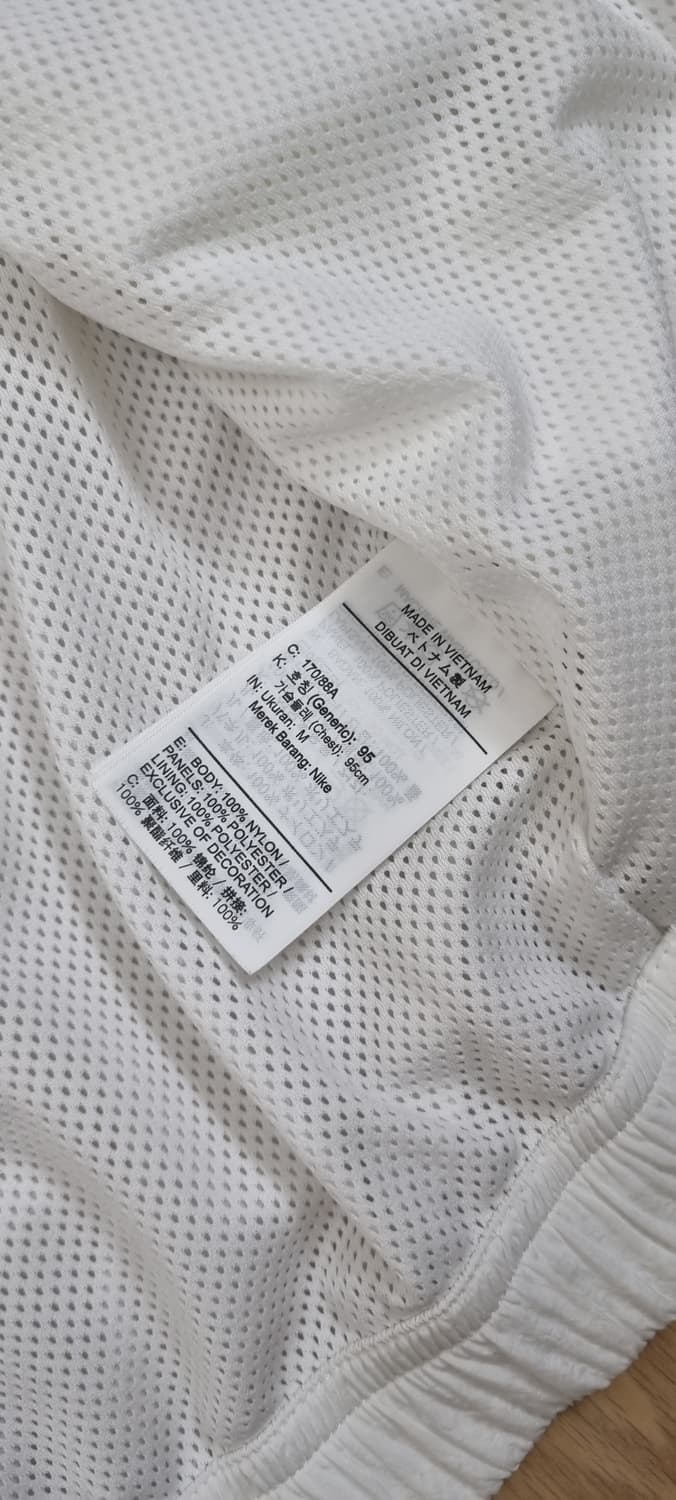 MADE IN VIETNAM
ベトナム製
DIBUAT DI VIETNAM
C: 170/88A
K: 호칭 (Generic): 95
가슴둘레 (Chest): 95cm
IN: Ukuran: M
Merek Barang: Nike
E: BODY: 100% NYLON /
PANELS: 100% POLYESTER /
LINING: 100% POLYESTER /
EXCLUSIVE OF DECORATION
C: 面料: 100% 锦纶 / 拼接:
100% 聚酯纤维 / 里料: 100%